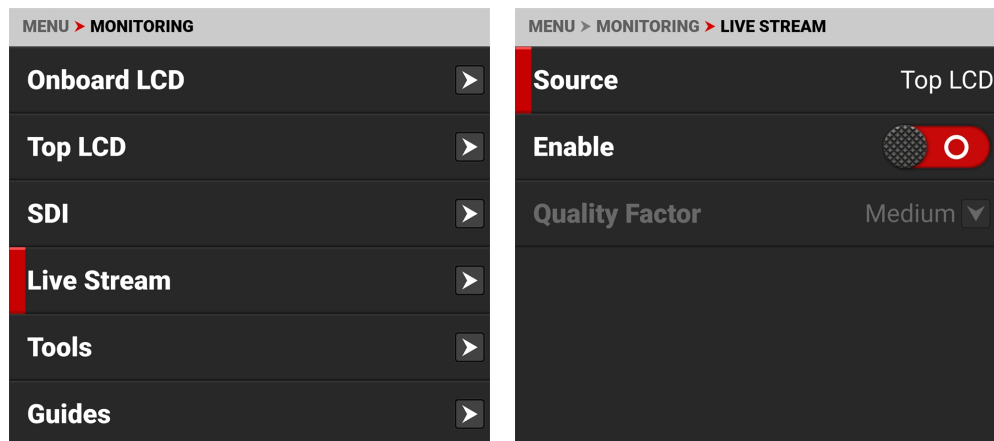 MENU > MONITORING
Onboard LCD
Top LCD
SDI
Live Stream
Tools
Guides
MENU > MONITORING > LIVE STREAM
Source Top LCD
Enable
Quality Factor Medium